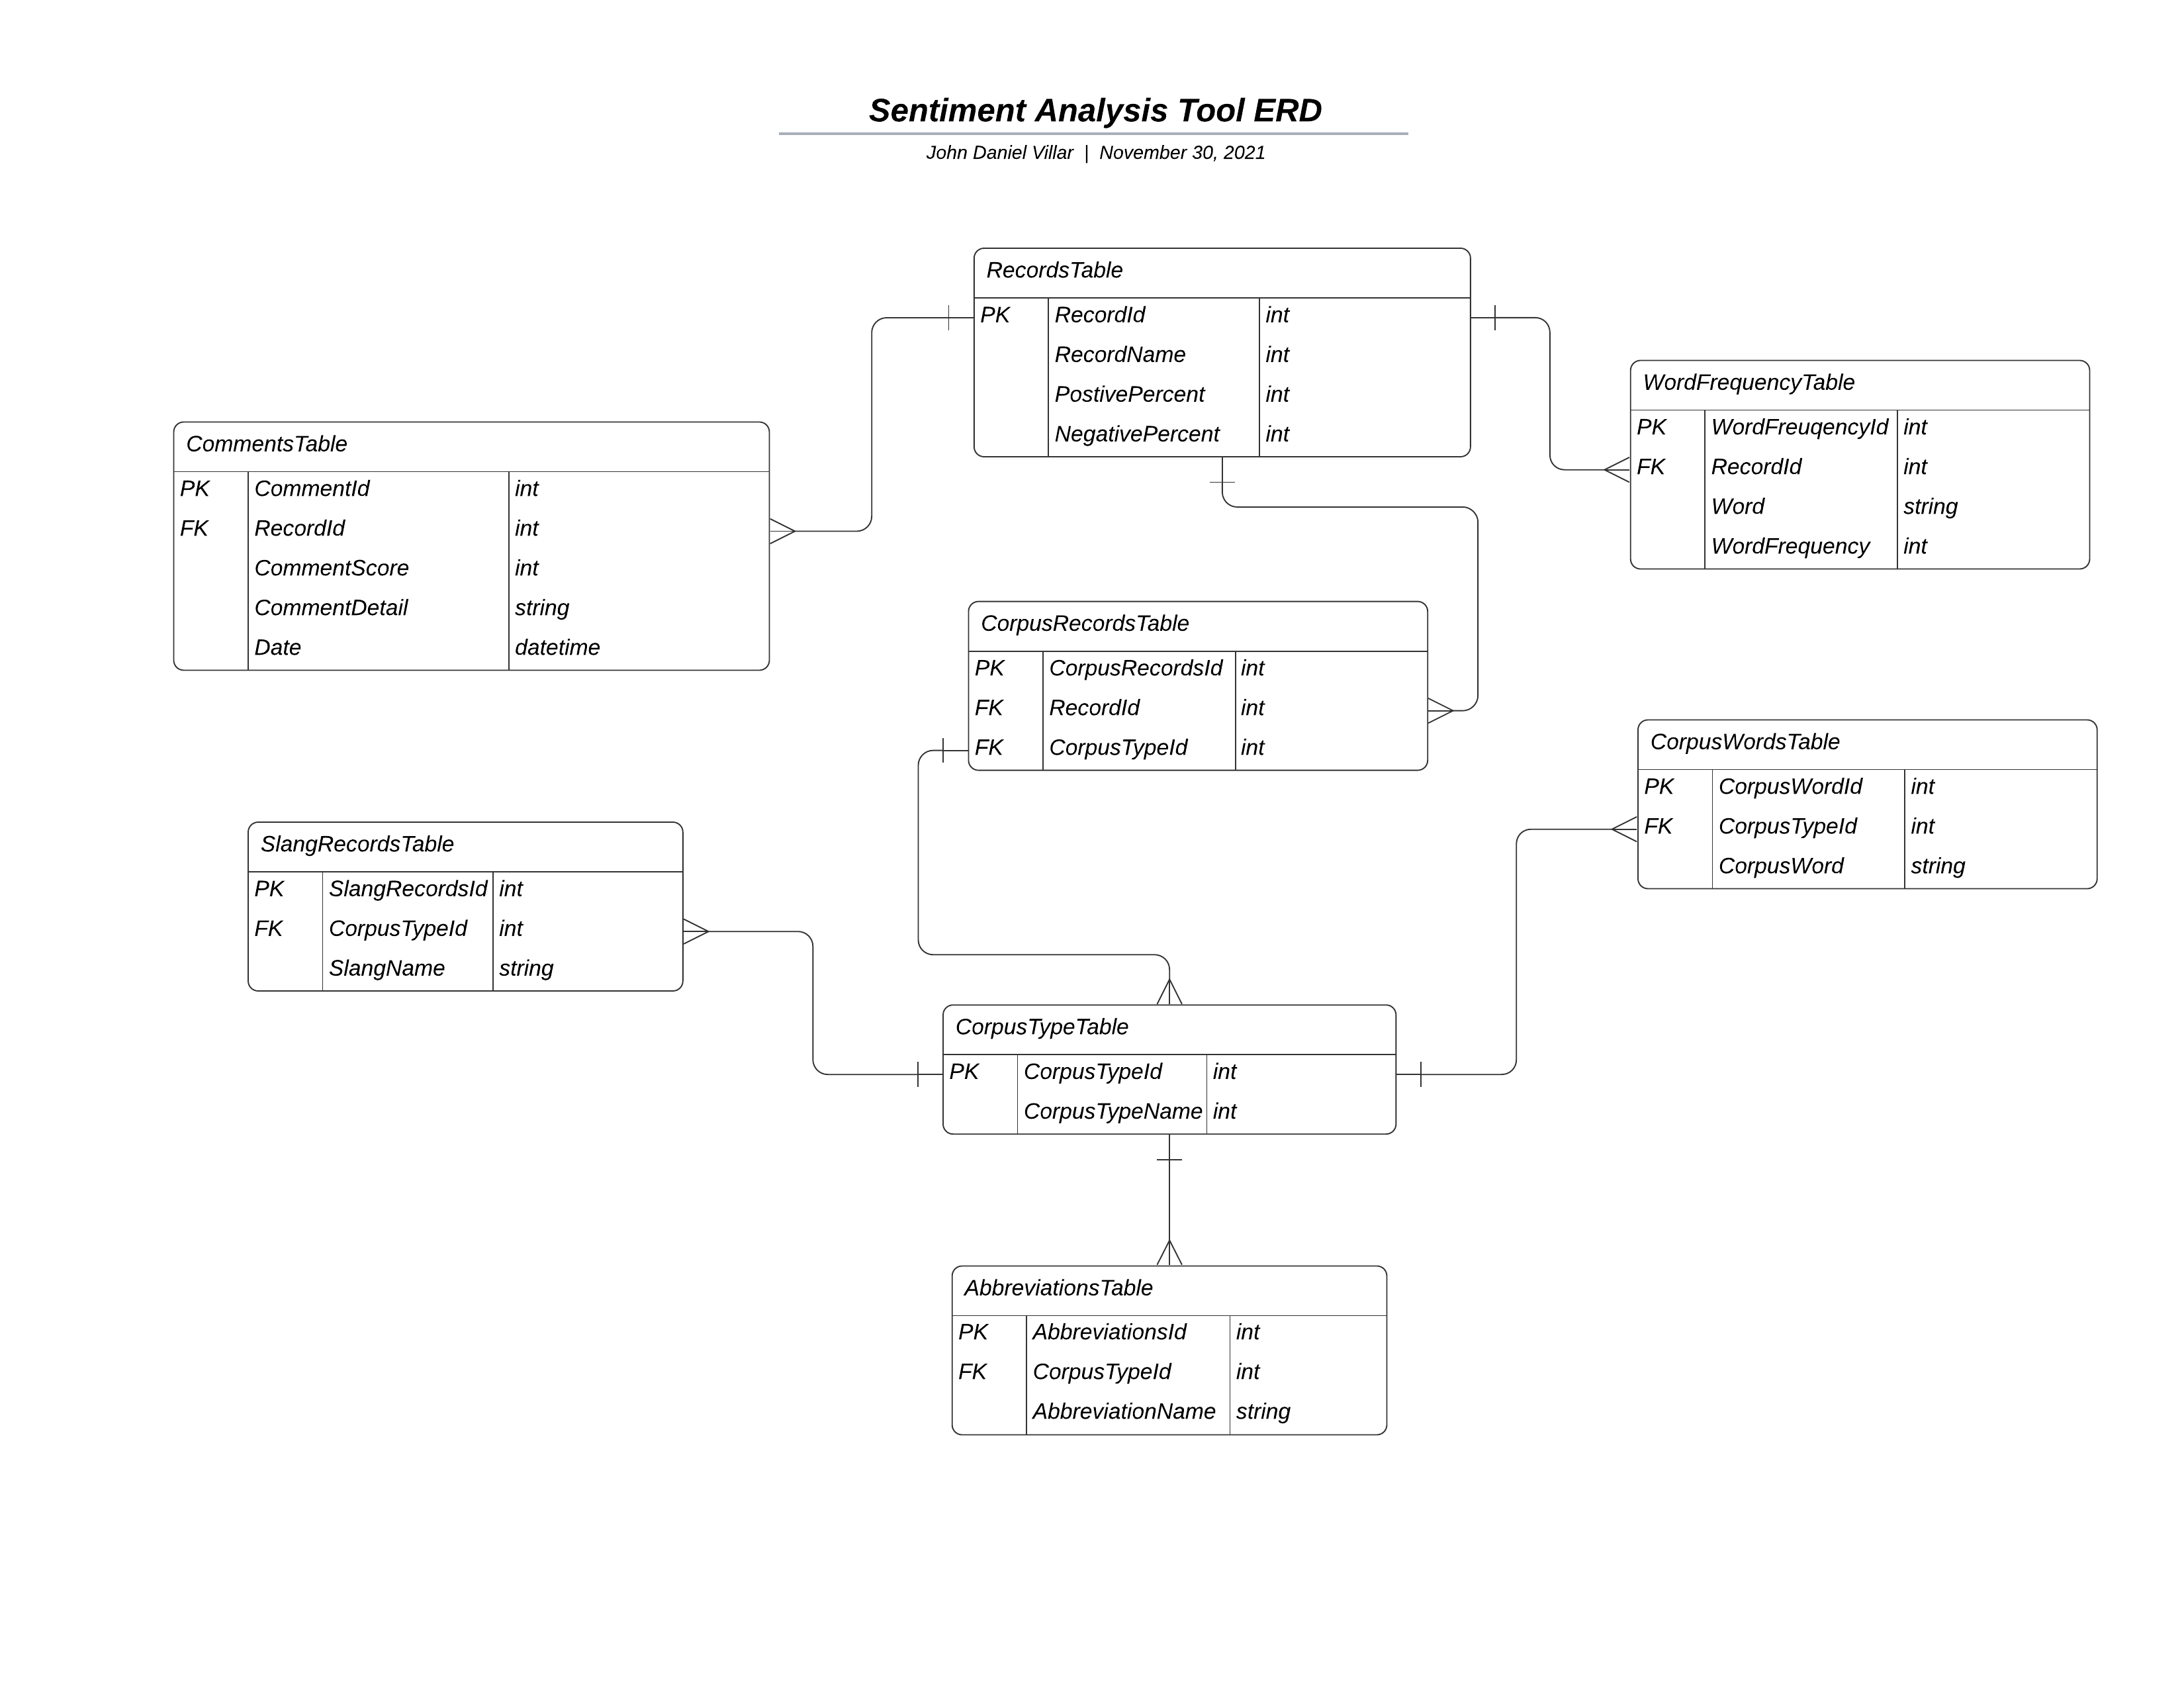 Sentiment Analysis Tool ERD
John Daniel Villar | November 30, 2021
RecordsTable
PK RecordId int
RecordName int
PostivePercent int
NegativePercent int
WordFrequencyTable
PK WordFreuqencyId int
FK RecordId int
Word string
WordFrequency int
CommentsTable
PK CommentId int
FK RecordId int
CommentScore int
CommentDetail string
Date datetime
CorpusRecordsTable
PK CorpusRecordsId int
FK RecordId int
FK CorpusTypeId int
CorpusWordsTable
PK CorpusWordId int
FK CorpusTypeId int
CorpusWord string
SlangRecordsTable
PK SlangRecordsId int
FK CorpusTypeId int
SlangName string
CorpusTypeTable
PK CorpusTypeId int
CorpusTypeName int
AbbreviationsTable
PK AbbreviationsId int
FK CorpusTypeId int
AbbreviationName string